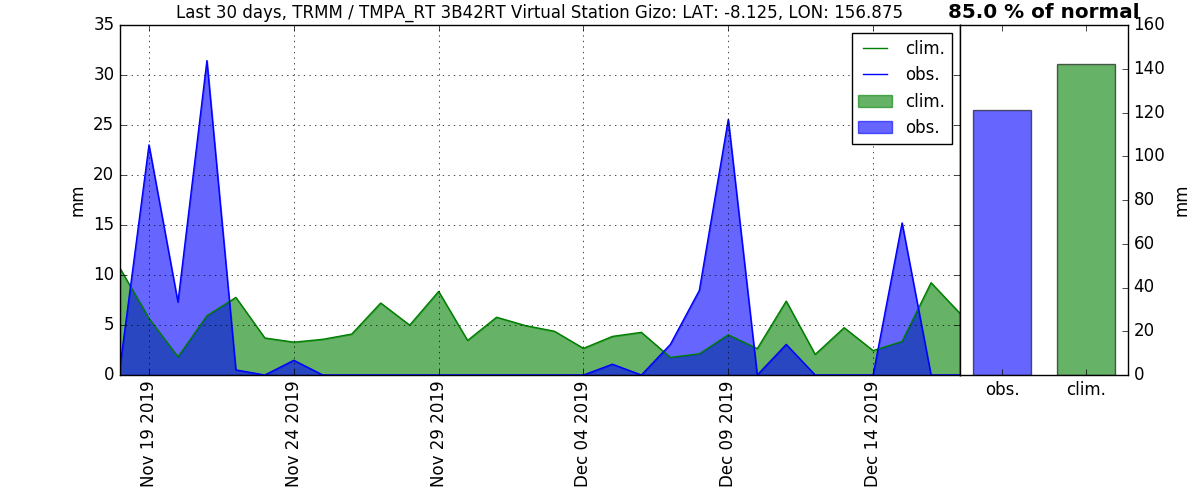 Last 30 days, TRMM / TMPA_RT 3B42RT Virtual Station Gizo: LAT: -8.125, LON: 156.875
85.0 % of normal
35
30
25
20
15
10
5
0
mm
clim.
obs.
clim.
obs.
Nov 19 2019
Nov 24 2019
Nov 29 2019
Dec 04 2019
Dec 09 2019
Dec 14 2019
160
140
120
100
80
60
40
20
0
mm
obs.
clim.